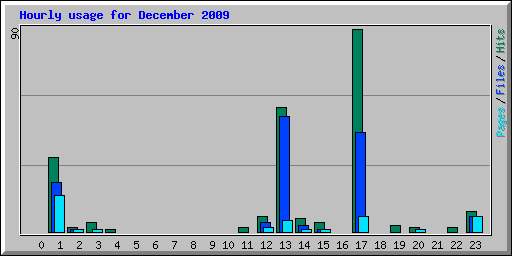 Hourly usage for December 2009
90
Pages/Files/Hits
0 1 2 3 4 5 6 7 8 9 10 11 12 13 14 15 16 17 18 19 20 21 22 23